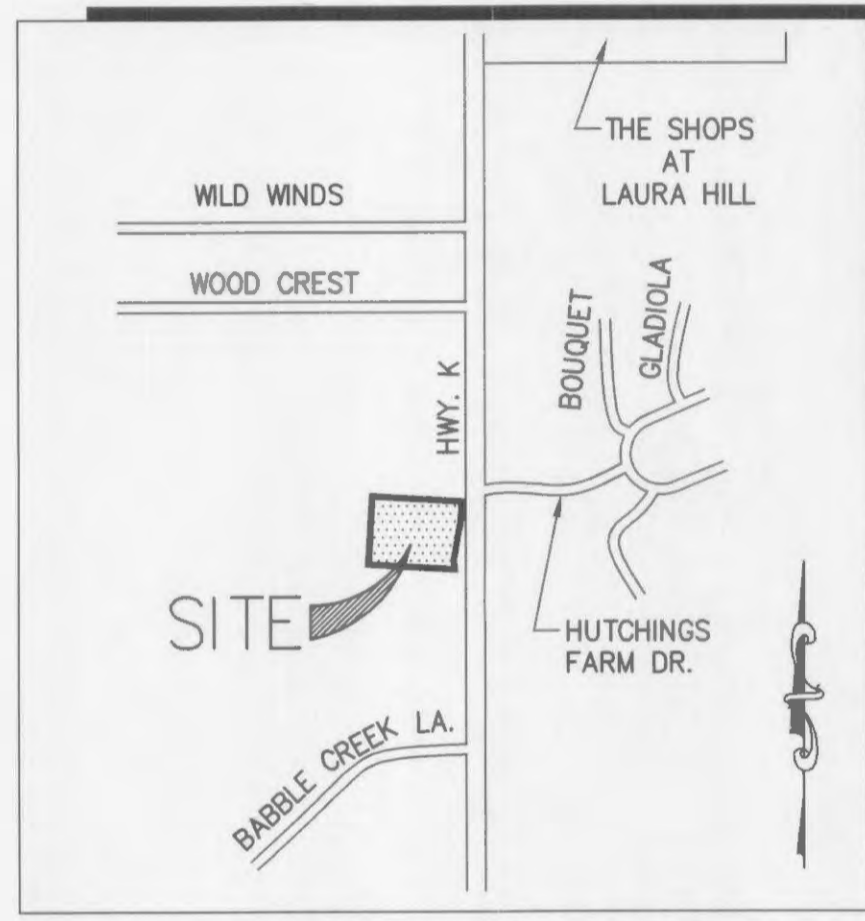 THE SHOPS
AT
LAURA HILL
WILD WINDS
WOOD CREST
BOUQUET
GLADIOLA
HWY. K
SITE
HUTCHINGS
FARM DR.
BABBLE CREEK LA.